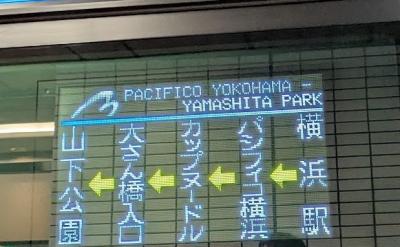 PACIFICO YOKOHAMA –
YAMASHITA PARK
横浜駅
パシフィコ横浜
カップヌードル
大さん橋入口
山下公園